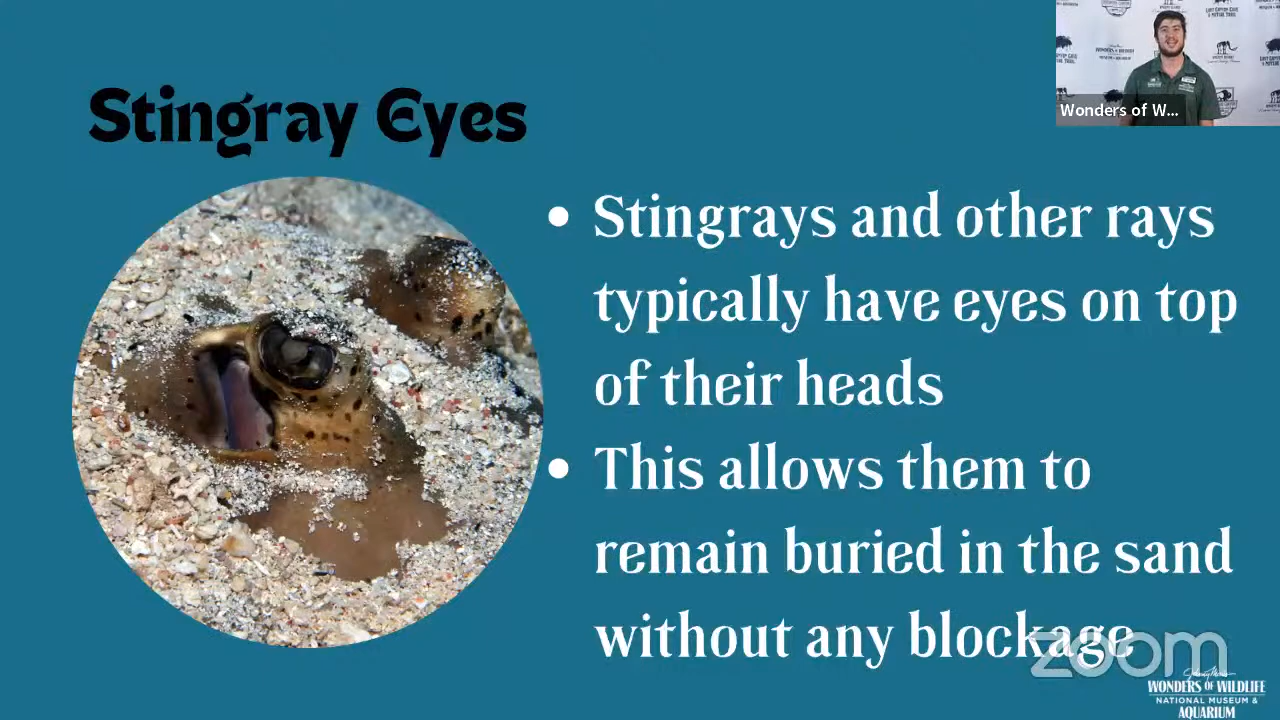 Stingray Eyes
Wonders of W...
• Stingrays and other rays
typically have eyes on top
of their heads
• This allows them to
remain buried in the sand
without any blockage
zoom
WONDERS OF WILDLIFE
NATIONAL MUSEUM &
AQUARIUM